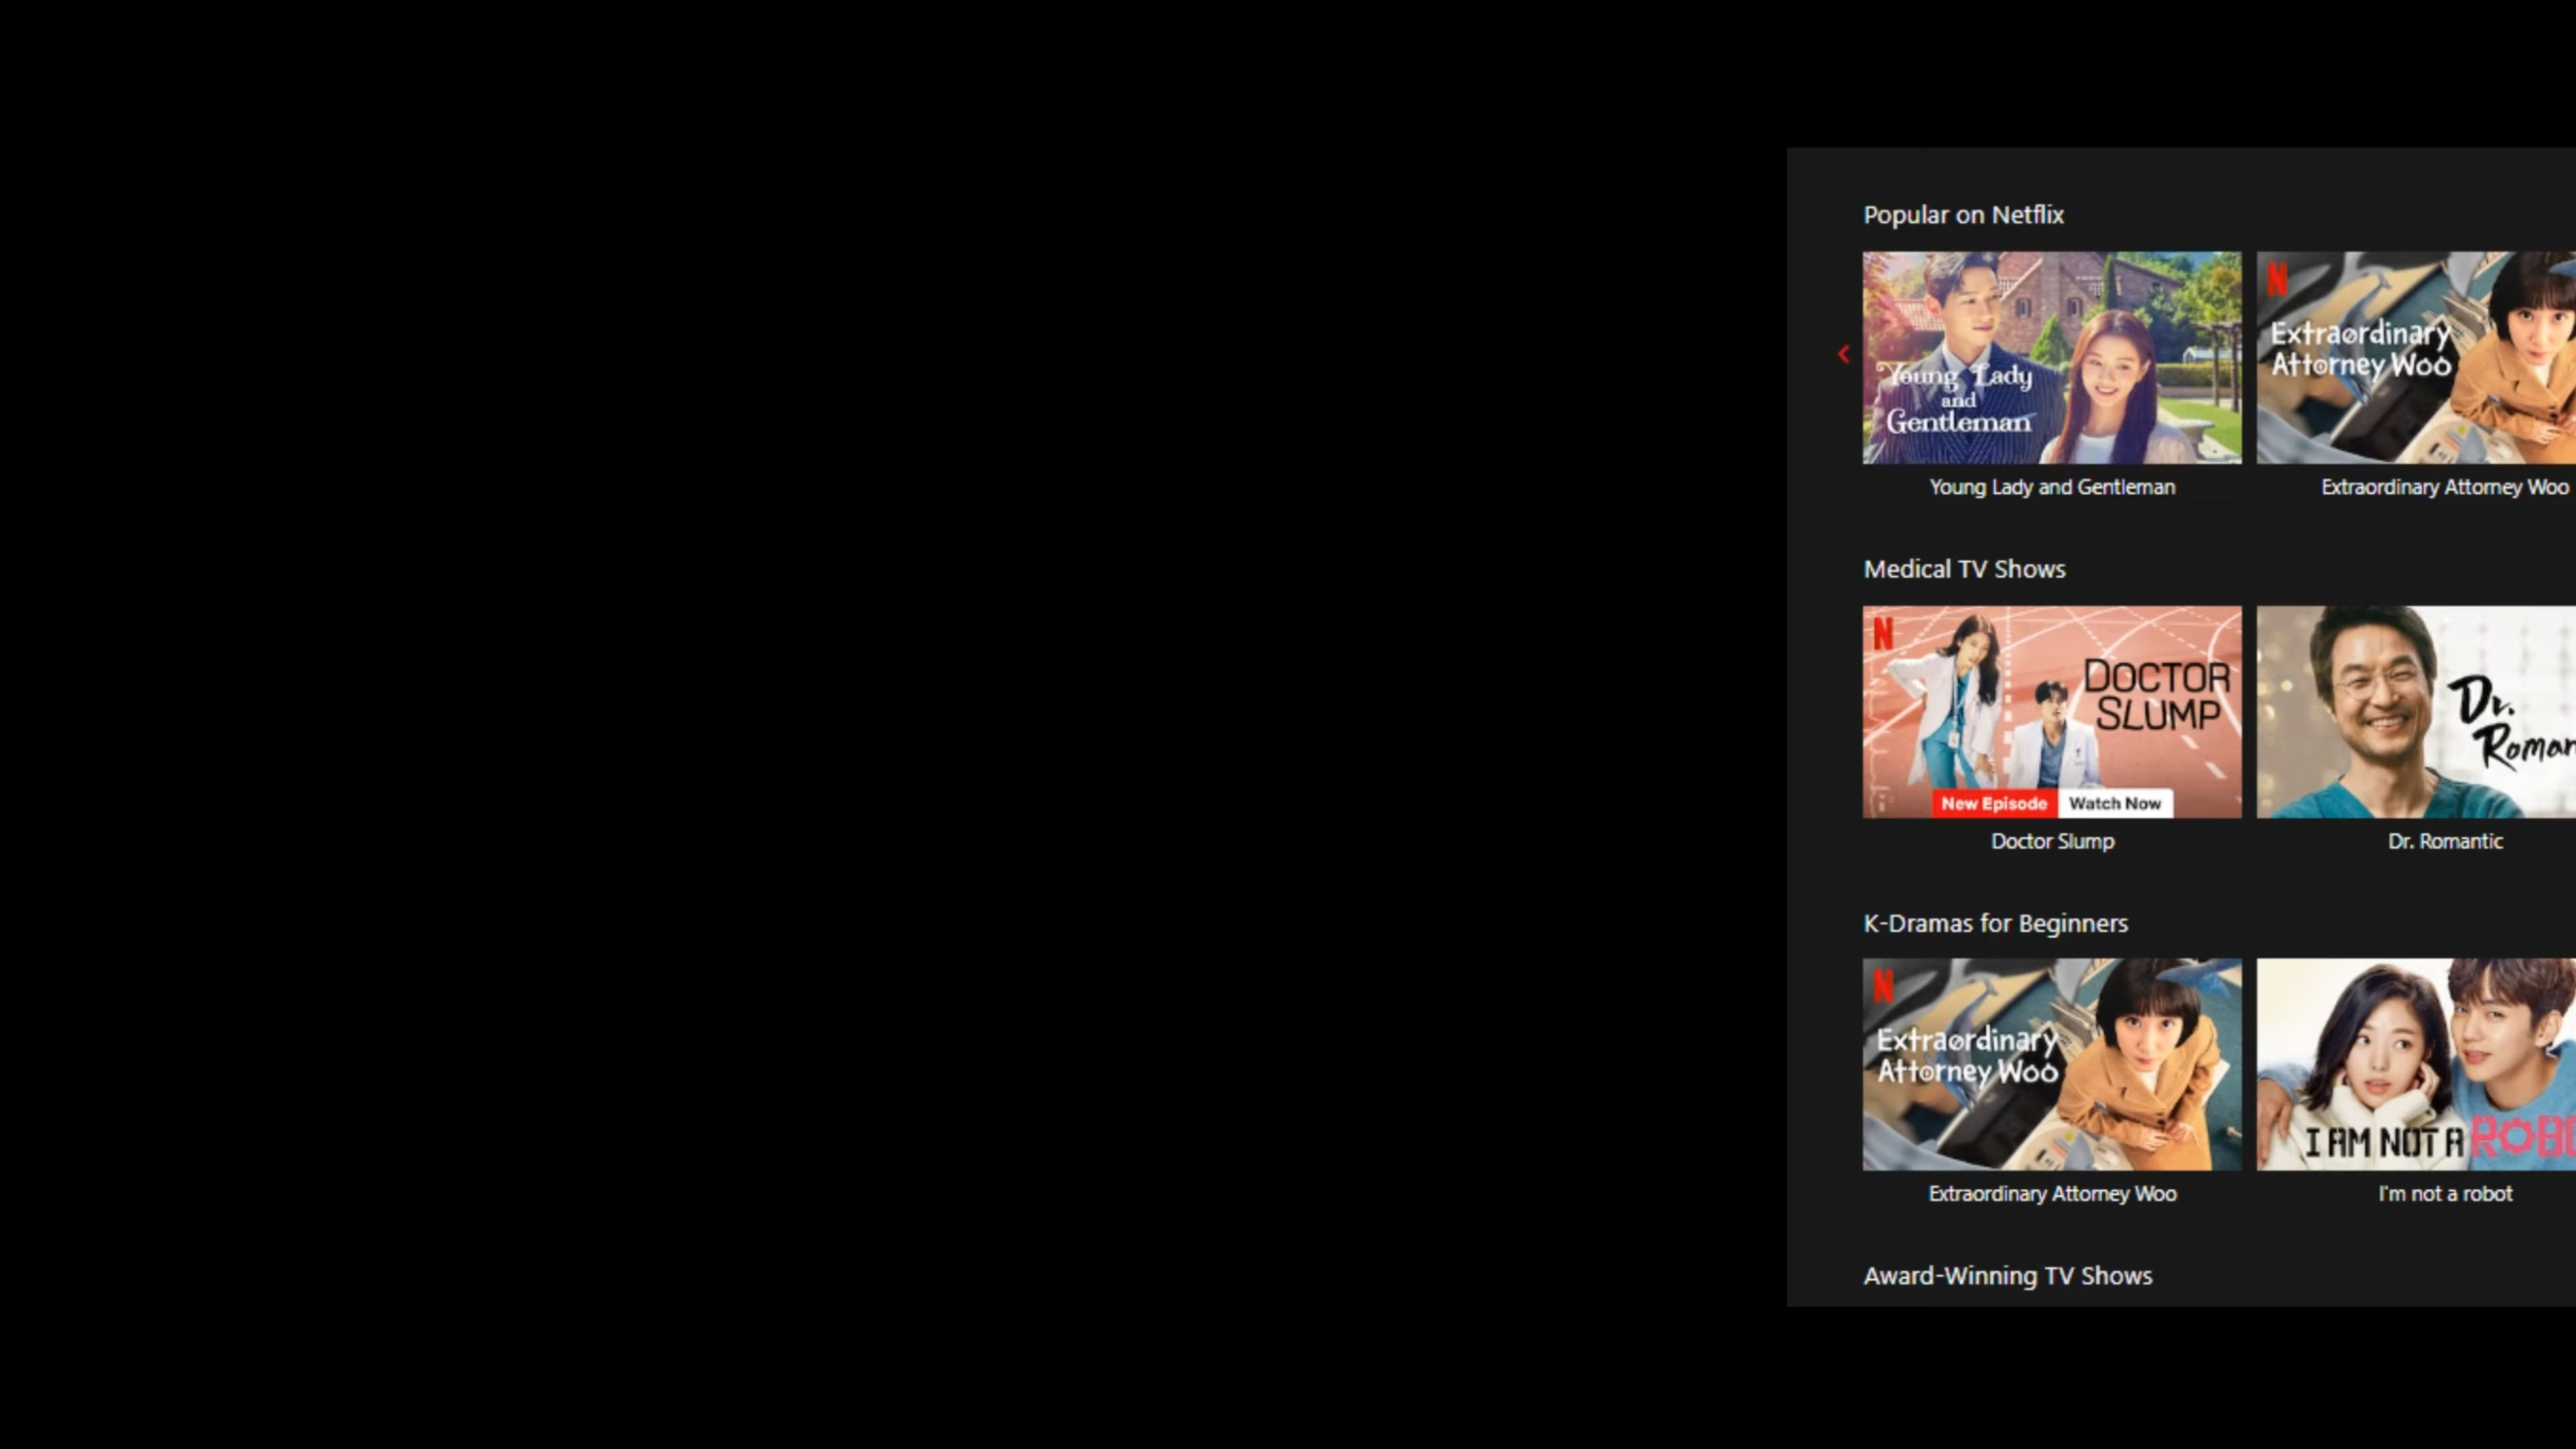 Popular on Netflix
Young Lady
and
Gentleman
N
Extraordinary
Attorney Woo
Young Lady and Gentleman
Extraordinary Attorney Woo
Medical TV Shows
N
DOCTOR
SLUMP
New Episode
Watch Now
Dr.
Doctor Slump
Dr. Romantic
K-Dramas for Beginners
N
Extraordinary
Attorney Woo
I AM NOT A
Extraordinary Attorney Woo
I'm not a robot
Award-Winning TV Shows